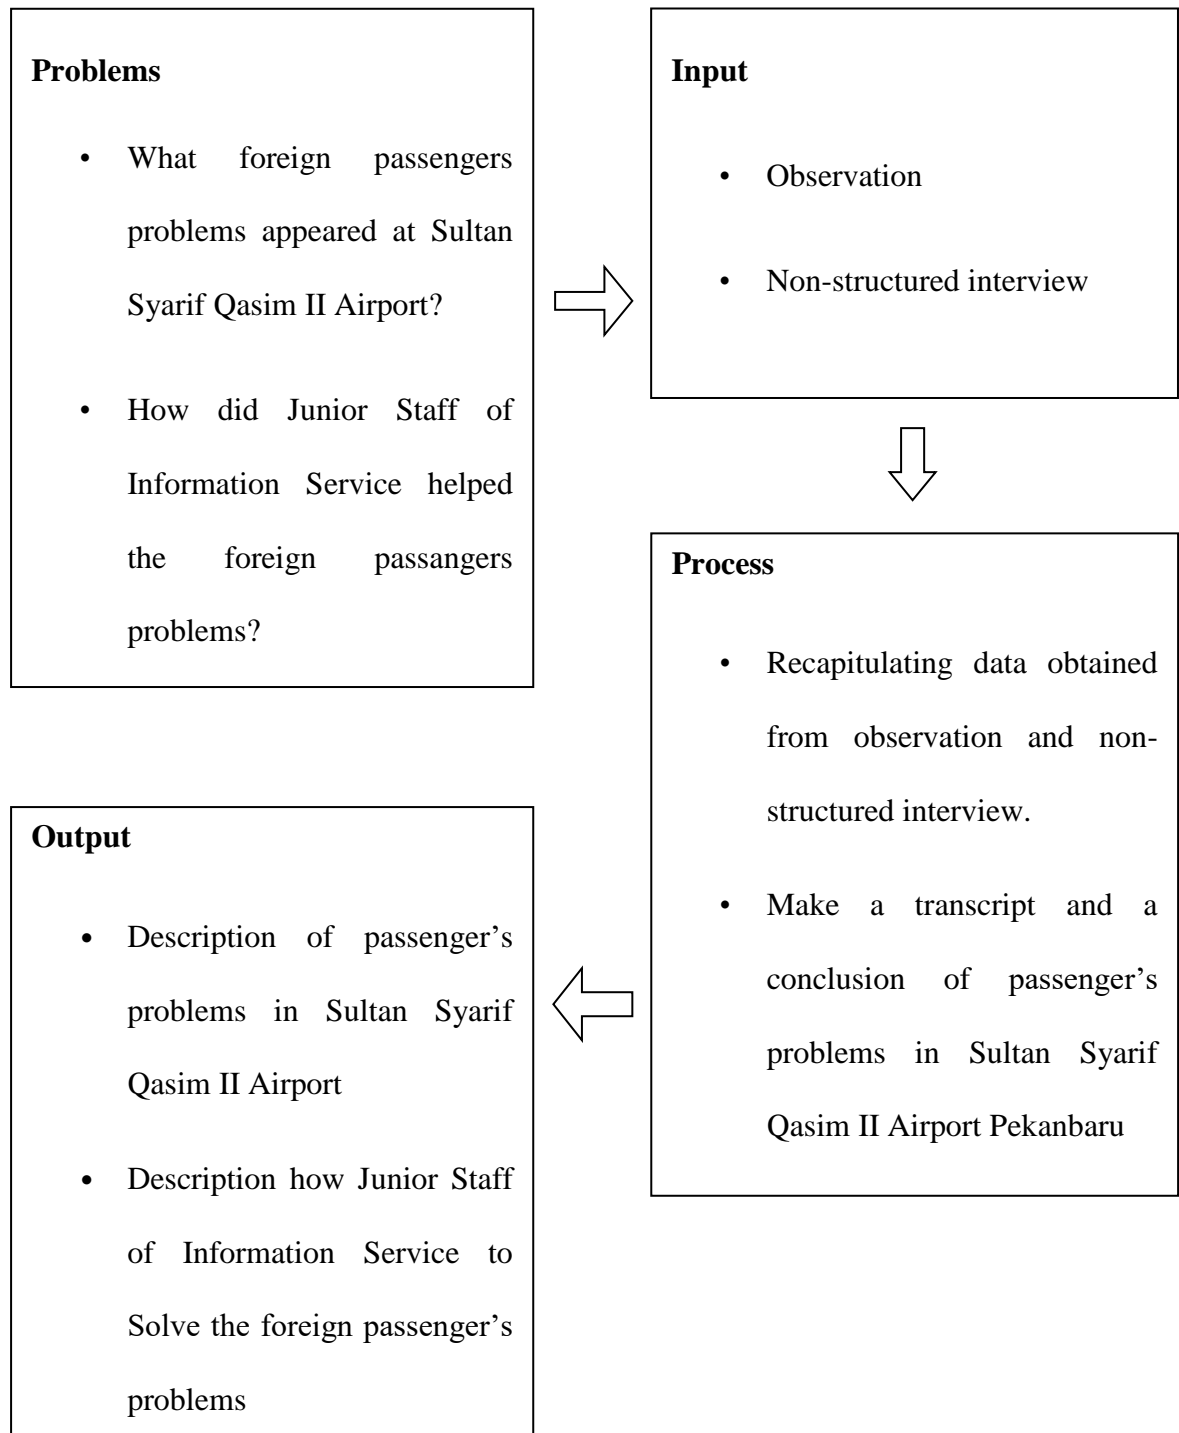 Problems
• What foreign passengers
problems appeared at Sultan
Syarif Qasim II Airport?
• How did Junior Staff of
Information Service helped
the foreign passangers
problems?
Input
• Observation
• Non-structured interview
Process
• Recapitulating data obtained
from observation and non-
structured interview.
• Make a transcript and a
conclusion of passenger’s
problems in Sultan Syarif
Qasim II Airport Pekanbaru
Output
• Description of passenger’s
problems in Sultan Syarif
Qasim II Airport
• Description how Junior Staff
of Information Service to
Solve the foreign passenger’s
problems